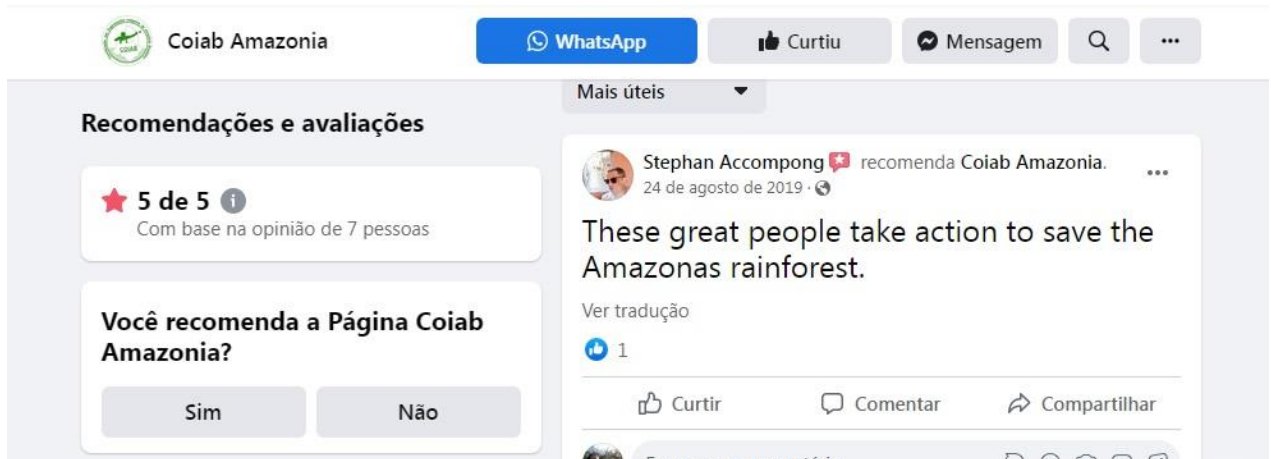 Coiab Amazonia
WhatsApp
Curtiu
Mensagem
Recomendações e avaliações
5 de 5
Com base na opinião de 7 pessoas
Você recomenda a Página Coiab
Amazonia?
Sim
Não
Mais úteis
Stephan Accompong recomenda Coiab Amazonia.
24 de agosto de 2019 ·
These great people take action to save the
Amazonas rainforest.
Ver tradução
1
Curtir
Comentar
Compartilhar